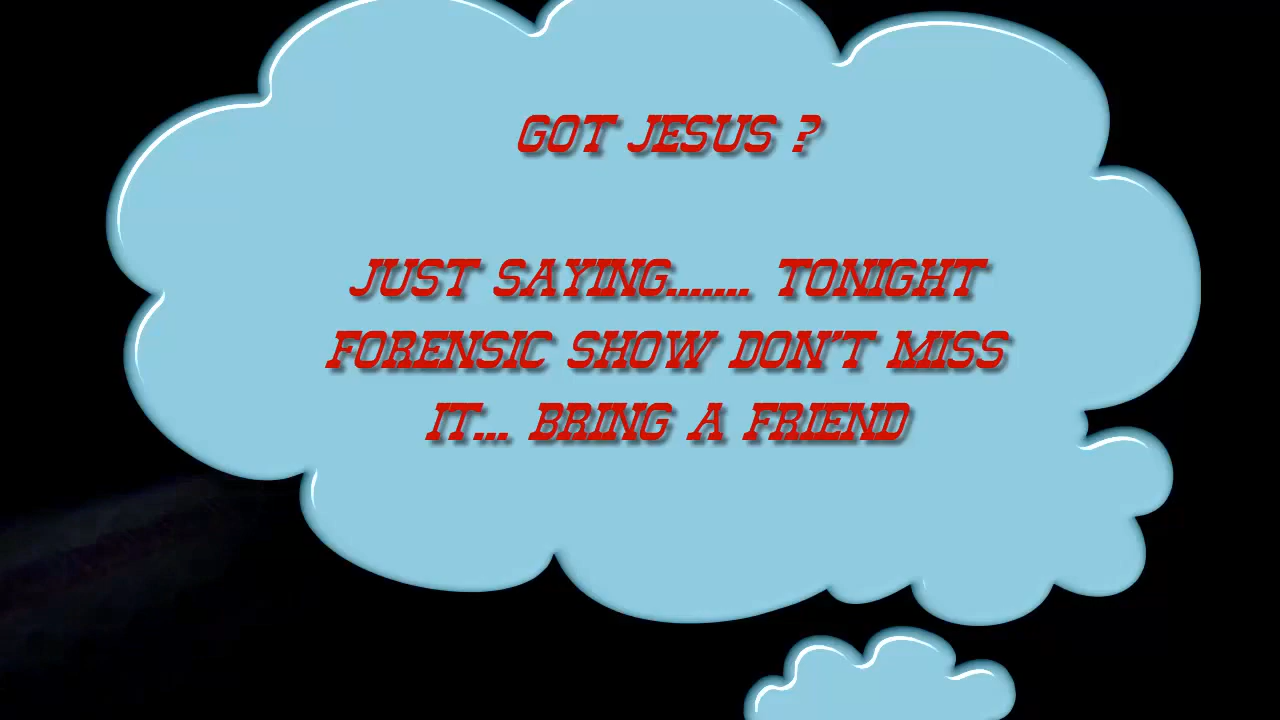 GOT JESUS ?
JUST SAYING....... TONIGHT
FORENSIC SHOW DON'T MISS
IT... BRING A FRIEND